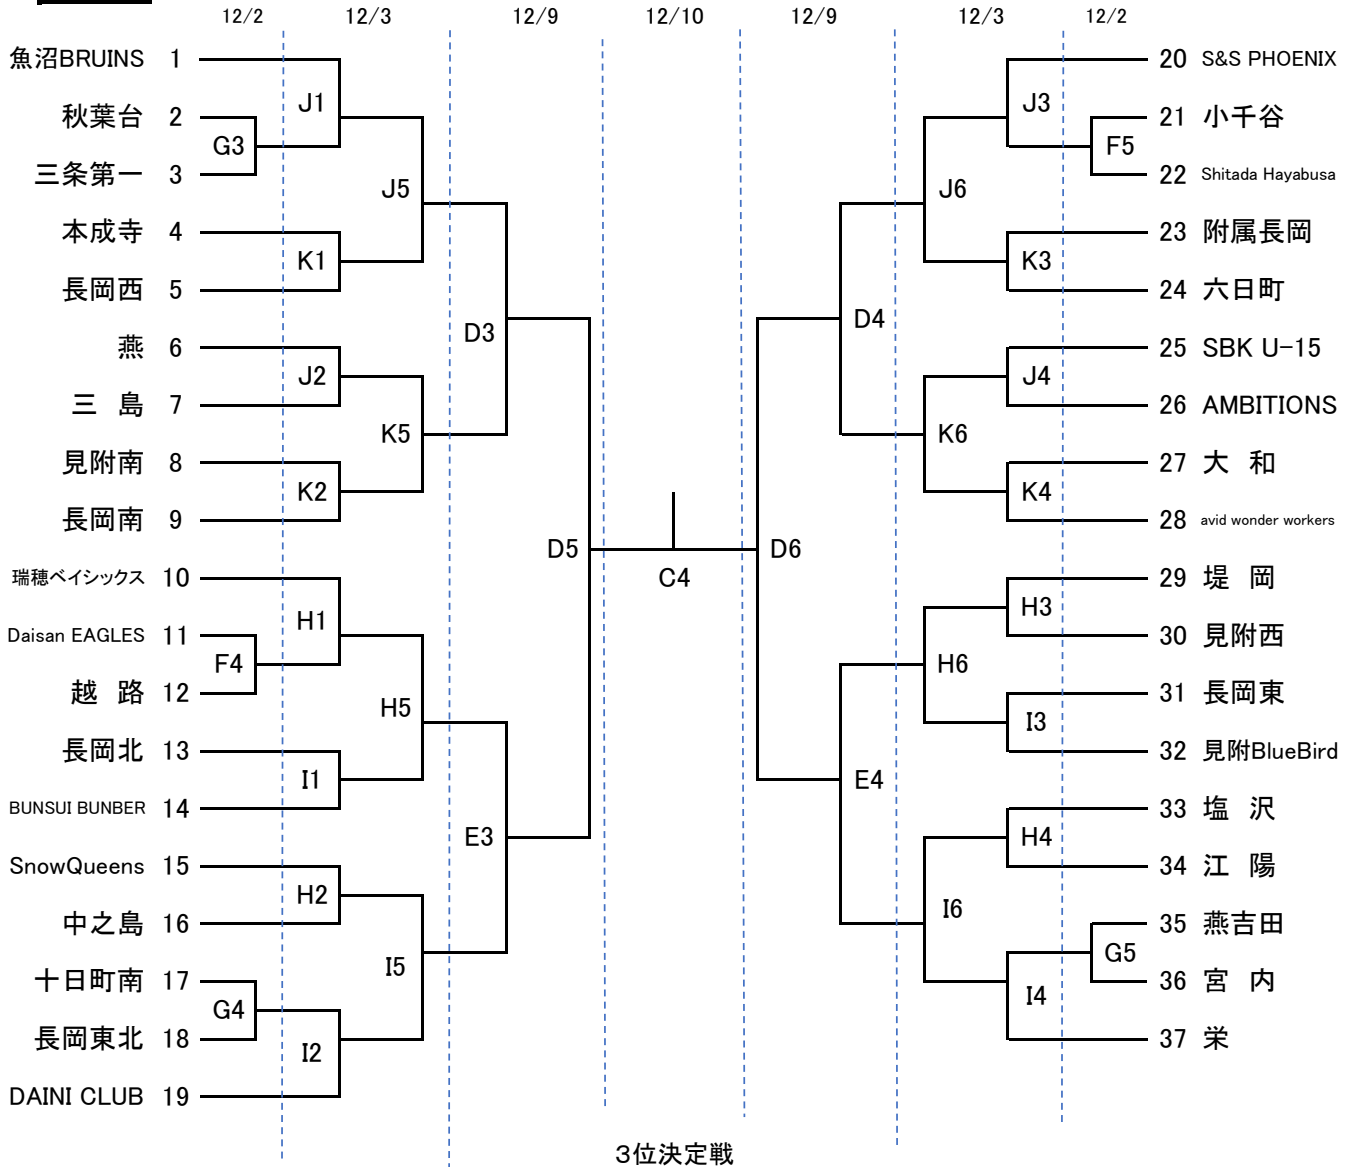 12/2 12/3 12/9 12/10 12/9 12/3 12/2
魚沼BRUINS 1
秋葉台 2
三条第一 3
本成寺 4
長岡西 5
燕 6
三 島 7
見附南 8
長岡南 9
瑞穂ベイシックス 10
Daisan EAGLES 11
越 路 12
長岡北 13
BUNSUI BUNBER 14
SnowQueens 15
中之島 16
十日町南 17
長岡東北 18
DAINI CLUB 19
G3
F4
G4
J1
K1
J2
K2
H1
I1
H2
I2
J5
K5
H5
I5
D3
E3
D5
C4
D6
D4
E4
J6
K6
H6
I6
J3
K3
J4
K4
H3
I3
H4
I4
F5
G5
20 S&S PHOENIX
21 小千谷
22 Shitada Hayabusa
23 附属長岡
24 六日町
25 SBK U-15
26 AMBITIONS
27 大 和
28 avid wonder workers
29 堤 岡
30 見附西
31 長岡東
32 見附BlueBird
33 塩 沢
34 江 陽
35 燕吉田
36 宮 内
37 栄
３位決定戦